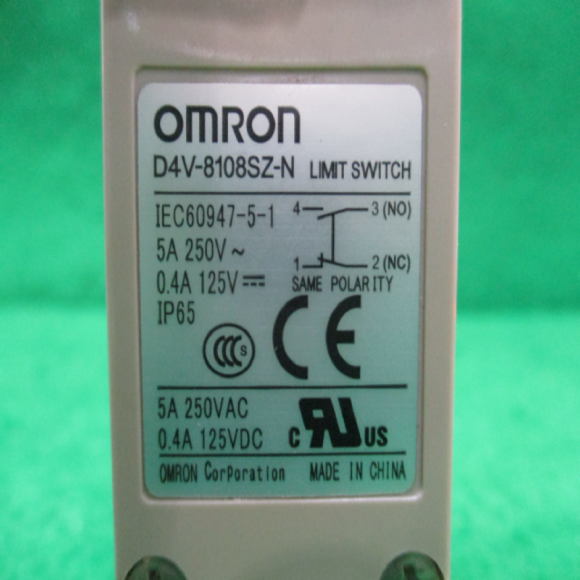 OMRON
D4V-8108SZ-N LIMIT SWITCH
IEC60947-5-1 4 3 (NO)
5A 250V~
1 2 (NC)
0.4A 125V⎓ SAME POLARITY
IP65
CCC S CE
5A 250VAC
0.4A 125VDC c RU US
OMRON Corporation MADE IN CHINA